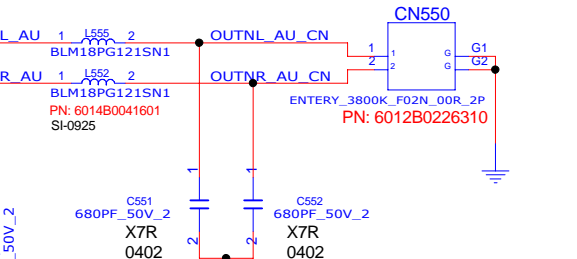 CN550
L_AU 1 L555 2 OUTNL_AU_CN
BLM18PG121SN1
1 1 G G1
2 2 G G2
R_AU 1 L552 2 OUTNR_AU_CN
BLM18PG121SN1
ENTERY_3800K_F02N_00R_2P
PN: 6014B0041601
PN: 6012B0226310
SI-0925
1 1
C551 C552
680PF_50V_2 680PF_50V_2
X7R X7R
2 2
0402 0402
_50V_2